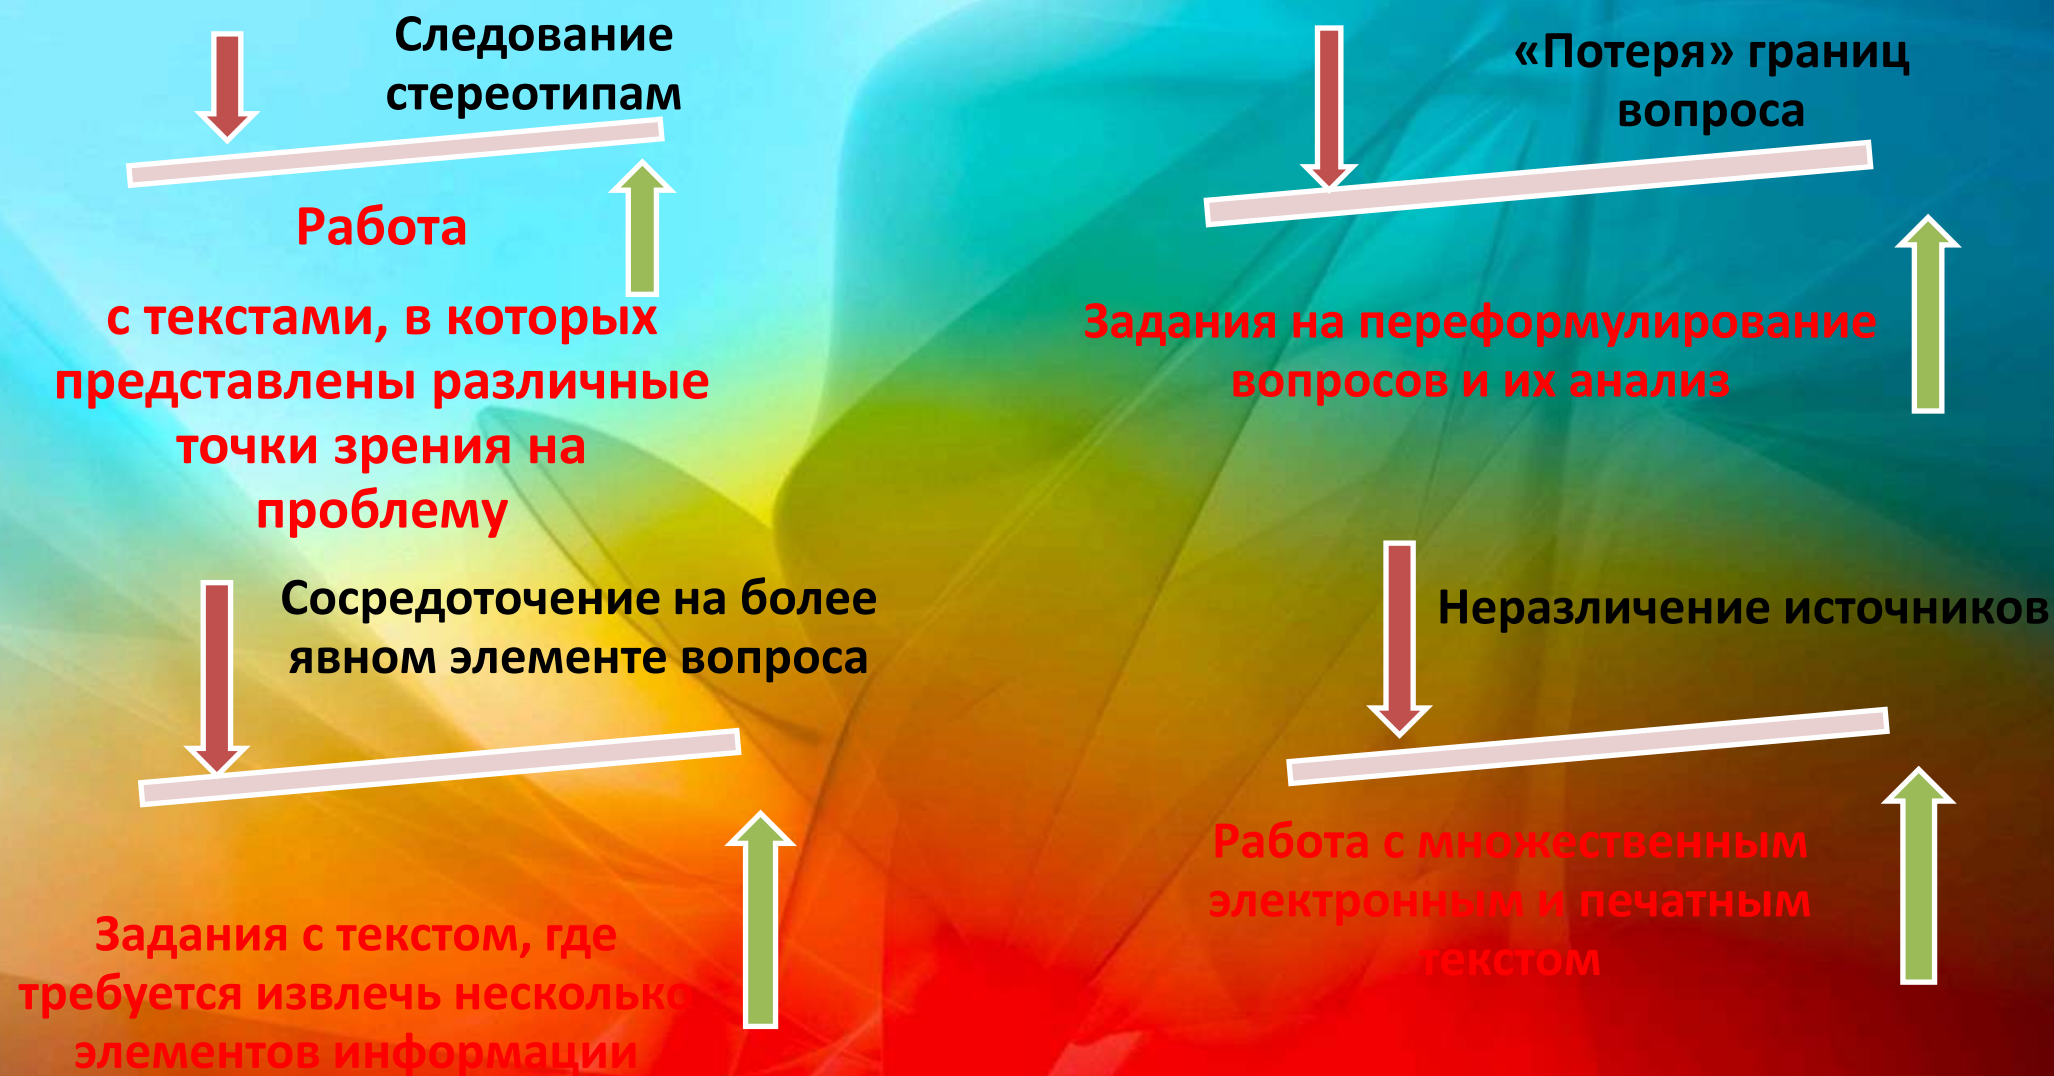 Следование
стереотипам
Работа
с текстами, в которых
представлены различные
точки зрения на
проблему
«Потеря» границ
вопроса
Задания на переформулирование
вопросов и их анализ
Сосредоточение на более
явном элементе вопроса
Задания с текстом, где
требуется извлечь несколько
элементов информации
Неразличение источников
Работа с множественным
электронным и печатным
текстом